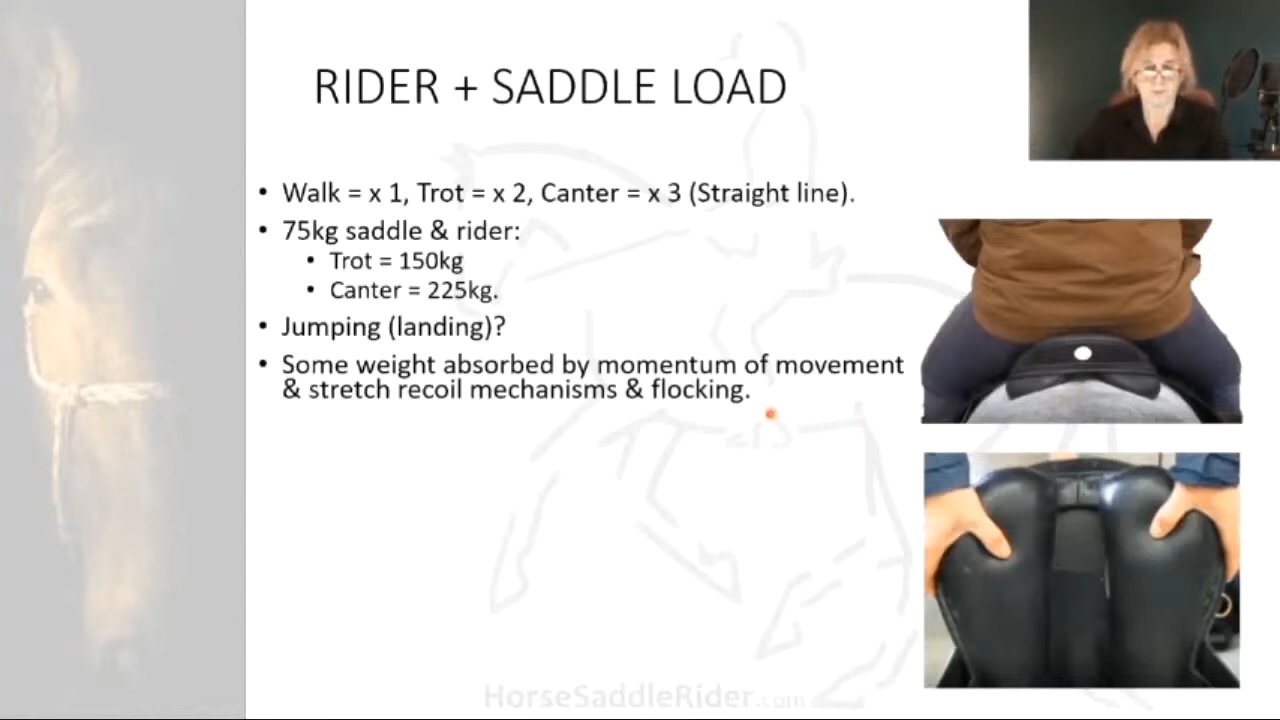 RIDER + SADDLE LOAD
• Walk = x 1, Trot = x 2, Canter = x 3 (Straight line).
• 75kg saddle & rider:
• Trot = 150kg
• Canter = 225kg.
• Jumping (landing)?
• Some weight absorbed by momentum of movement
& stretch recoil mechanisms & flocking.
HorseSaddleRider.com